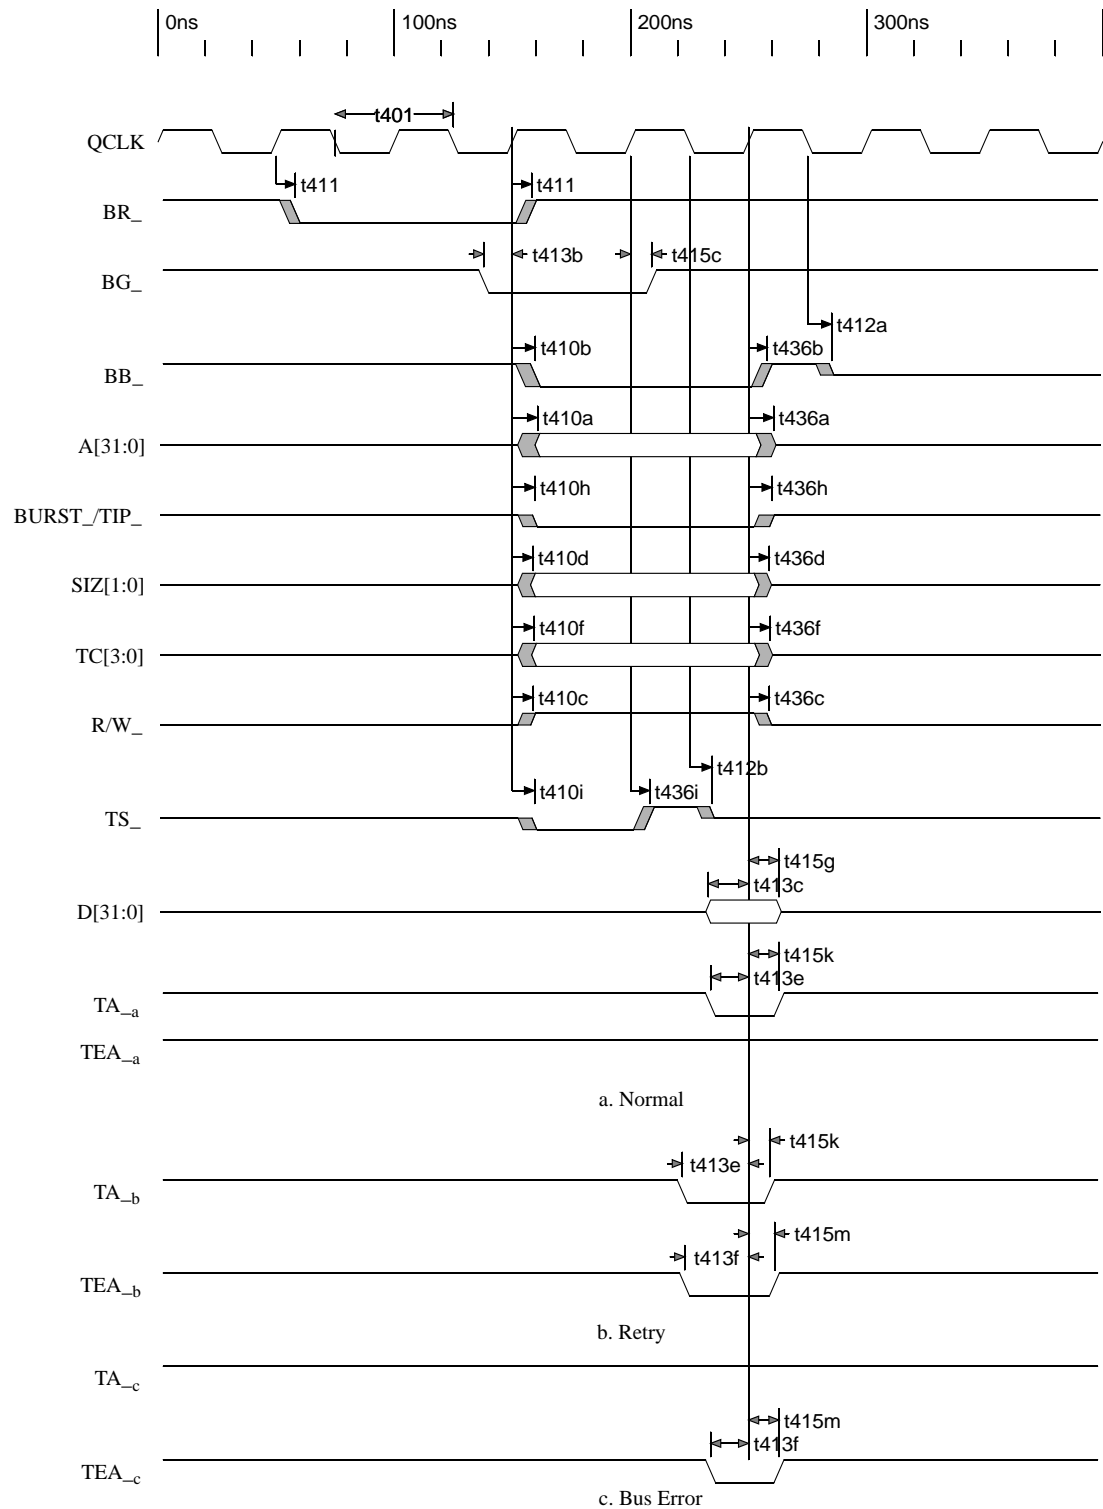 0ns 100ns 200ns 300ns
t401
QCLK
t411 t411
BR_
t413b t415c
BG_
t412a
t410b t436b
BB_
t410a t436a
A[31:0]
t410h t436h
BURST_/TIP_
t410d t436d
SIZ[1:0]
t410f t436f
TC[3:0]
t410c t436c
R/W_
t412b
t410i t436i
TS_
t415g
t413c
D[31:0]
t415k
t413e
TA_a
TEA_a
a. Normal
t415k
t413e
TA_b
t415m
t413f
TEA_b
b. Retry
TA_c
t415m
t413f
TEA_c
c. Bus Error